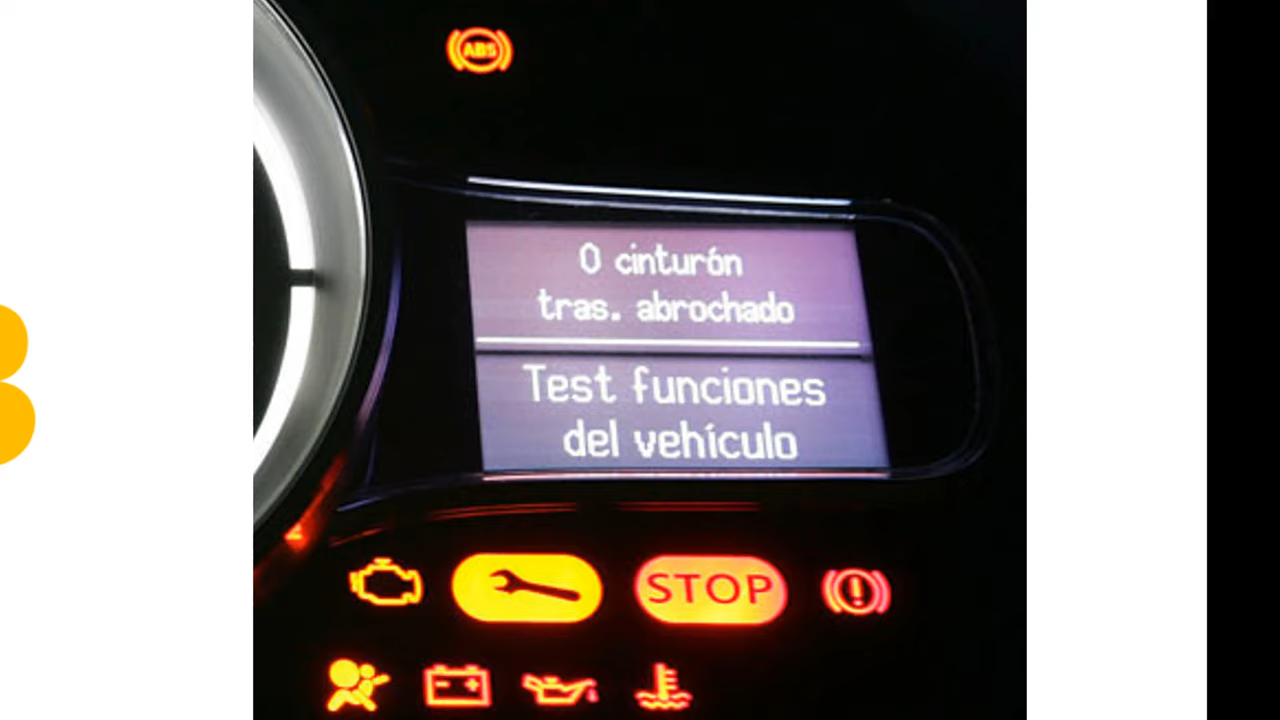 ABS
0 cinturón
tras. abrochado
Test funciones
del vehículo
STOP